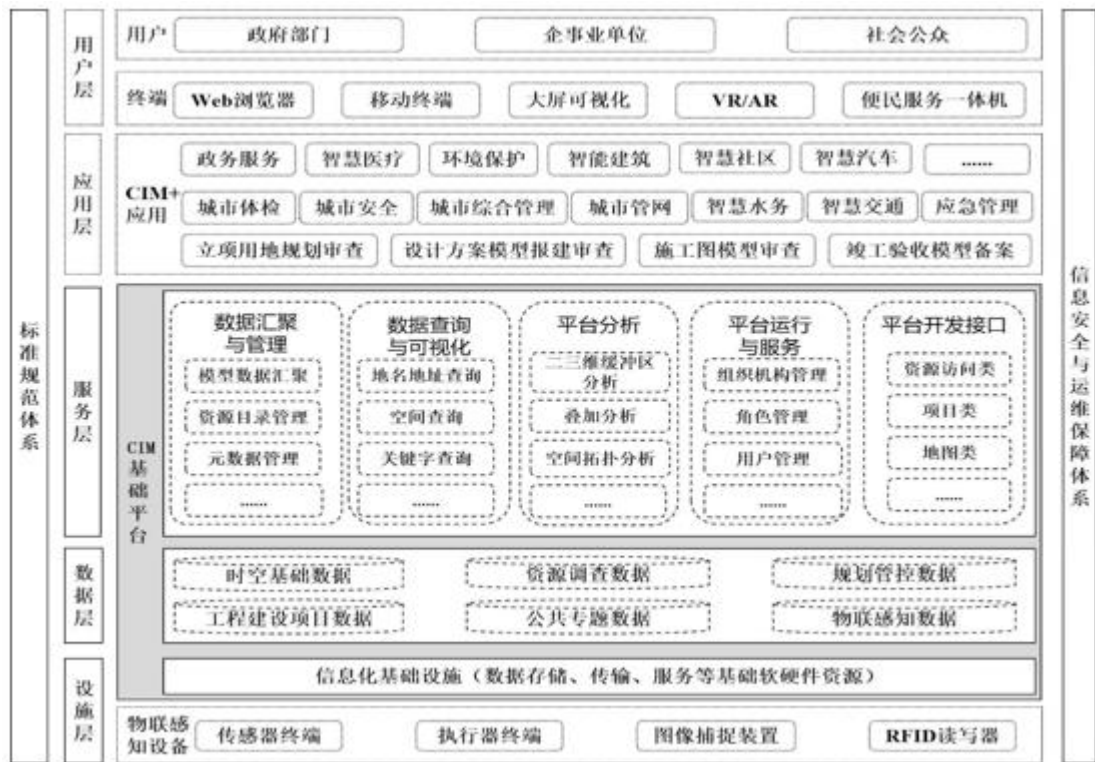 标准规范体系
用户层
用户
政府部门
企事业单位
社会公众
终端
Web浏览器
移动终端
大屏可视化
VR/AR
便民服务一体机
应用层
CIM+
应用
政务服务
智慧医疗
环境保护
智能建筑
智慧社区
智慧汽车
......
城市体检
城市安全
城市综合管理
城市管网
智慧水务
智慧交通
应急管理
立项用地规划审查
设计方案模型报建审查
施工图模型审查
竣工验收模型备案
服务层
CIM
基础平台
数据汇聚
与管理
模型数据汇聚
资源目录管理
元数据管理
......
数据查询
与可视化
地名地址查询
空间查询
关键字查询
......
平台分析
二三维缓冲区
分析
叠加分析
空间拓扑分析
......
平台运行
与服务
组织机构管理
角色管理
用户管理
......
平台开发接口
资源访问类
项目类
地图类
......
数据层
时空基础数据
资源调查数据
规划管控数据
工程建设项目数据
公共专题数据
物联感知数据
设施层
信息化基础设施（数据存储、传输、服务等基础软硬件资源）
物联感
知设备
传感器终端
执行器终端
图像捕捉装置
RFID读写器
信息安全与运维保障体系